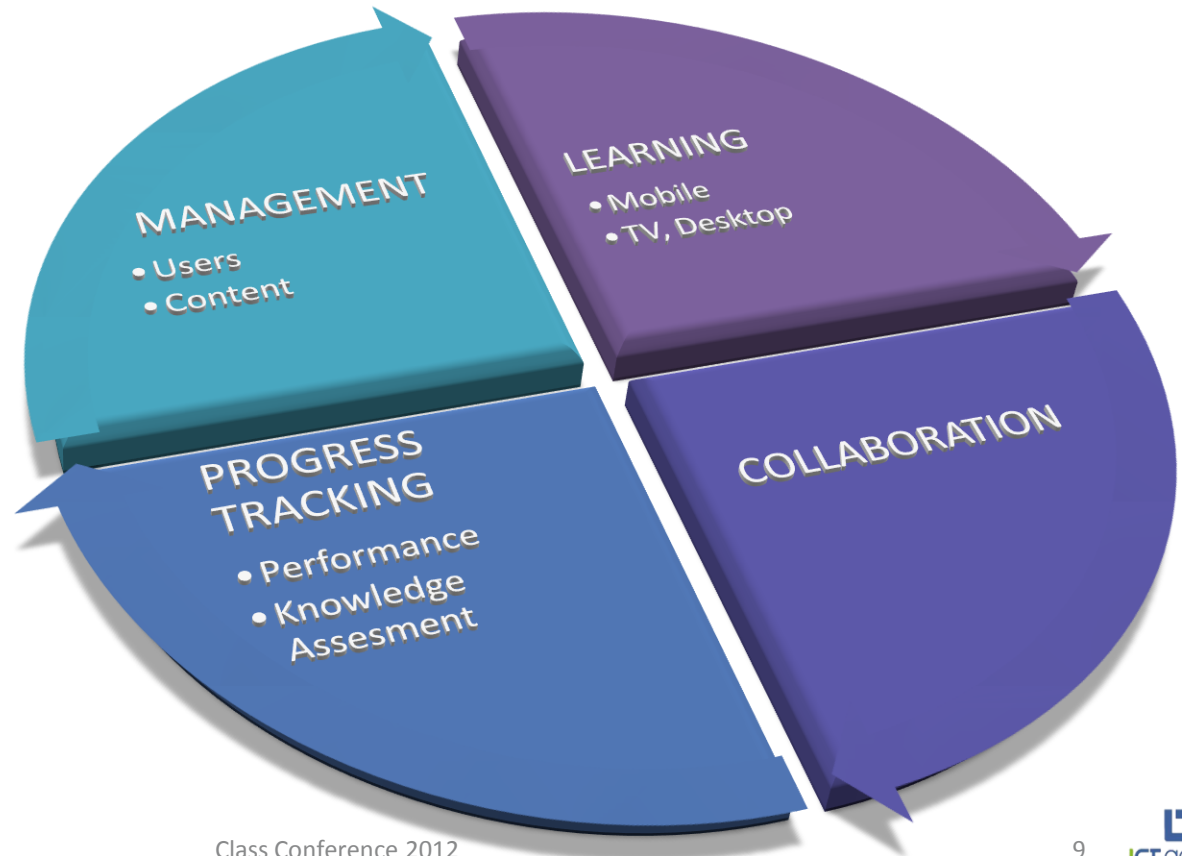 MANAGEMENT
• Users
• Content
LEARNING
• Mobile
• TV, Desktop
PROGRESS
TRACKING
• Performance
• Knowledge
Assesment
COLLABORATION
Class Conference 2012
9